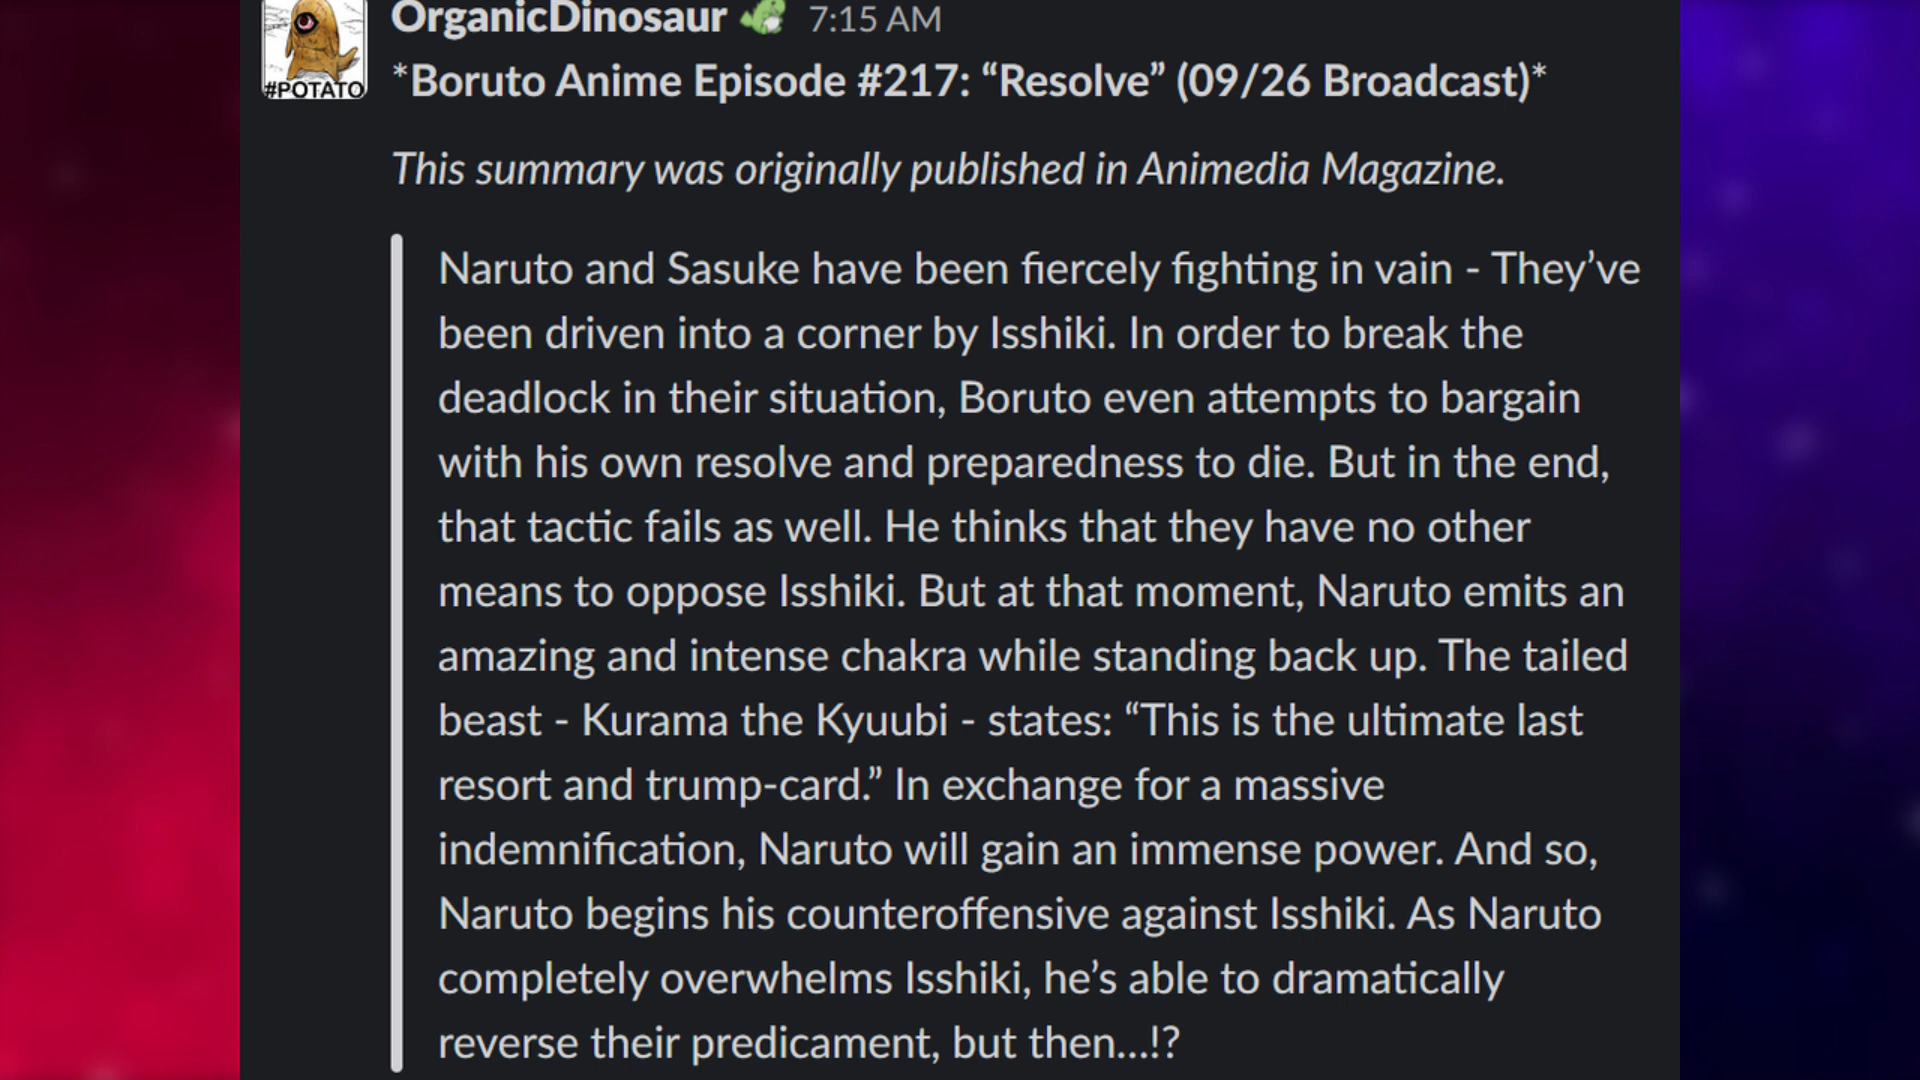 OrganicDinosaur 7:15 AM
#POTATO
*Boruto Anime Episode #217: “Resolve” (09/26 Broadcast)*
This summary was originally published in Animedia Magazine.
Naruto and Sasuke have been fiercely fighting in vain - They’ve
been driven into a corner by Isshiki. In order to break the
deadlock in their situation, Boruto even attempts to bargain
with his own resolve and preparedness to die. But in the end,
that tactic fails as well. He thinks that they have no other
means to oppose Isshiki. But at that moment, Naruto emits an
amazing and intense chakra while standing back up. The tailed
beast - Kurama the Kyuubi - states: “This is the ultimate last
resort and trump-card.” In exchange for a massive
indemnification, Naruto will gain an immense power. And so,
Naruto begins his counteroffensive against Isshiki. As Naruto
completely overwhelms Isshiki, he’s able to dramatically
reverse their predicament, but then...!?